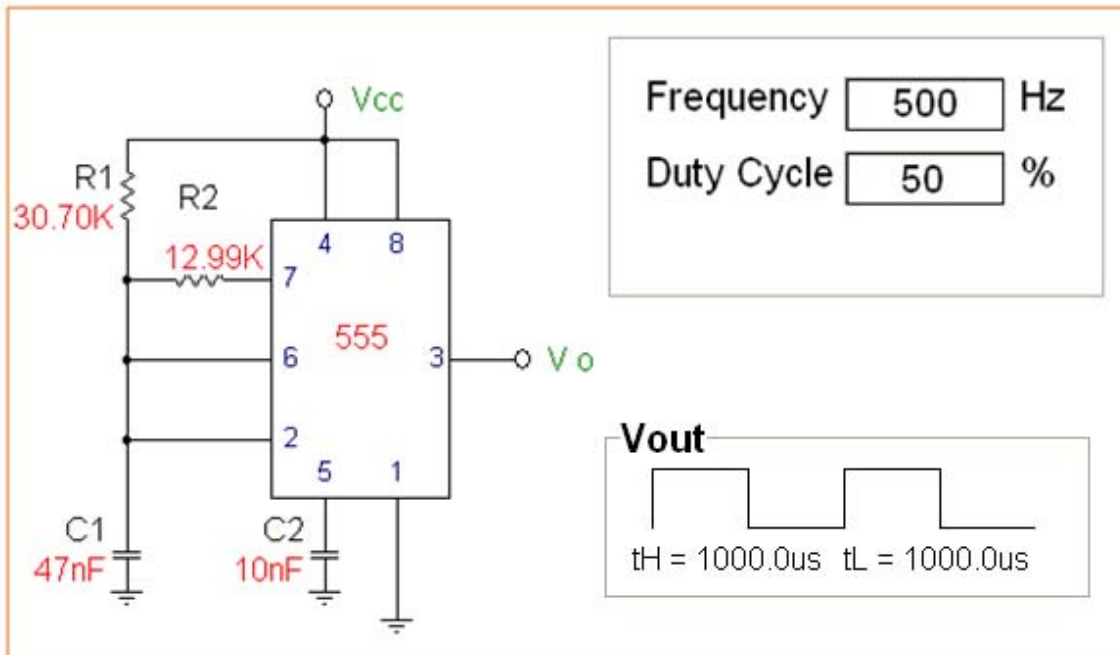 Vcc
R1
30.70K
R2
12.99K
4 8
7
555
6
3
V o
2
5 1
C1
47nF
C2
10nF
Frequency 500 Hz
Duty Cycle 50 %
Vout
tH = 1000.0us tL = 1000.0us